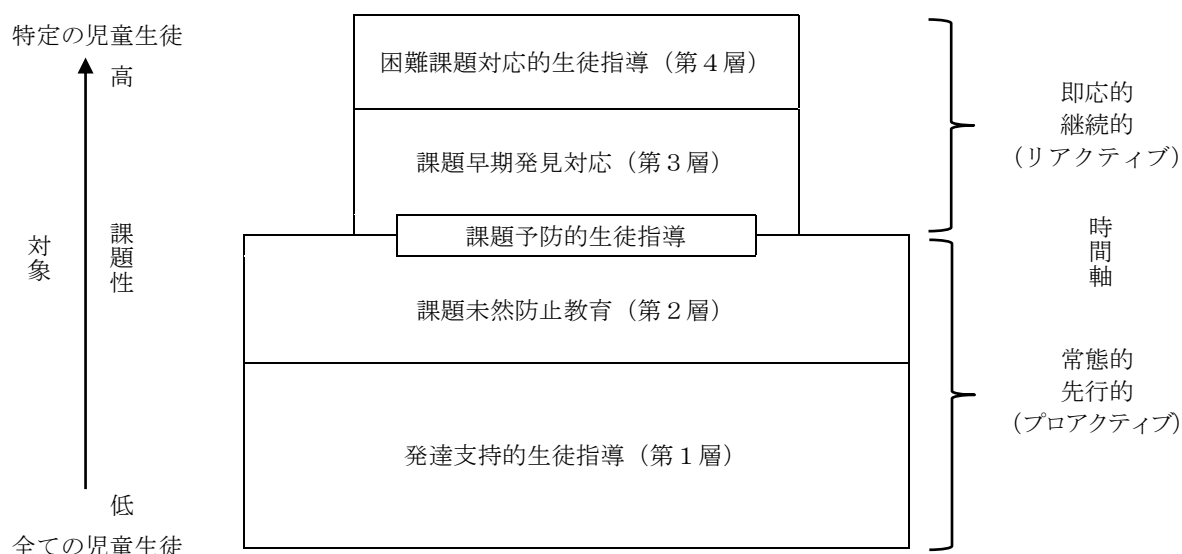 特定の児童生徒
高
対象
課題性
低
全ての児童生徒
困難課題対応的生徒指導（第４層）
課題早期発見対応（第３層）
課題予防的生徒指導
課題未然防止教育（第２層）
発達支持的生徒指導（第１層）
即応的
継続的
（リアクティブ）
時間軸
常態的
先行的
（プロアクティブ）